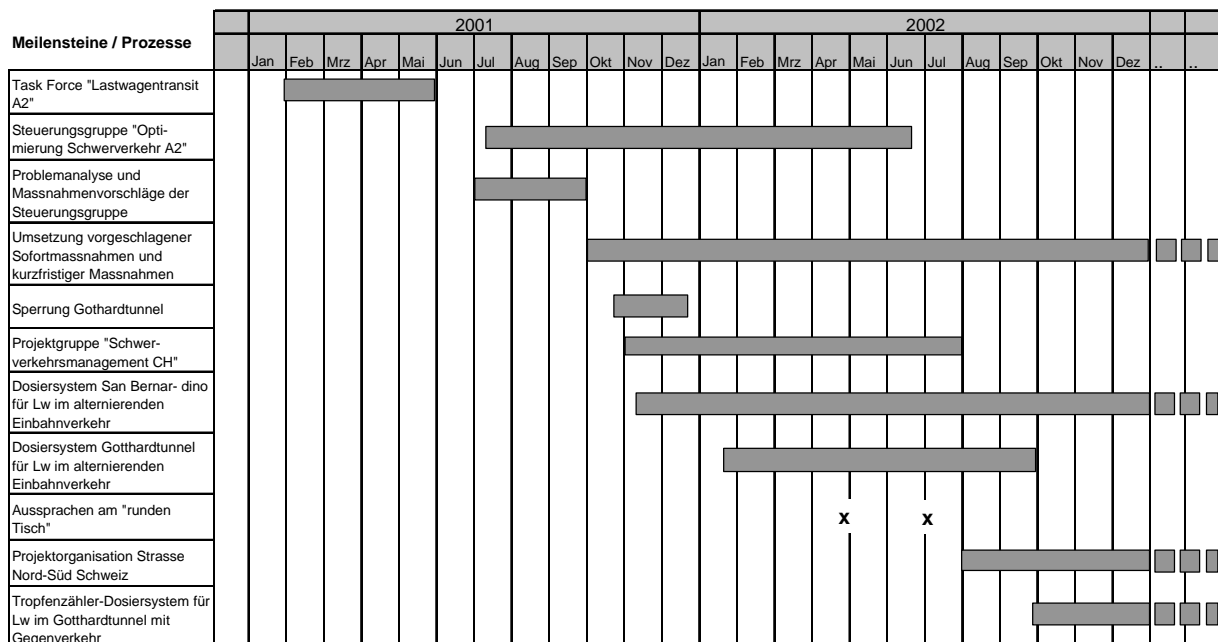 2001 2002
Meilensteine / Prozesse
Jan Feb Mrz Apr Mai Jun Jul Aug Sep Okt Nov Dez Jan Feb Mrz Apr Mai Jun Jul Aug Sep Okt Nov Dez .. ..
Task Force "Lastwagentransit
A2"
Steuerungsgruppe "Opti-
mierung Schwerverkehr A2"
Problemanalyse und
Massnahmenvorschläge der
Steuerungsgruppe
Umsetzung vorgeschlagener
Sofortmassnahmen und
kurzfristiger Massnahmen
Sperrung Gothardtunnel
Projektgruppe "Schwer-
verkehrsmanagement CH"
Dosiersystem San Bernar- dino
für Lw im alternierenden
Einbahnverkehr
Dosiersystem Gotthardtunnel
für Lw im alternierenden
Einbahnverkehr
Aussprachen am "runden
Tisch"
x x
Projektorganisation Strasse
Nord-Süd Schweiz
Tropfenzähler-Dosiersystem für
Lw im Gotthardtunnel mit
Gegenverkehr